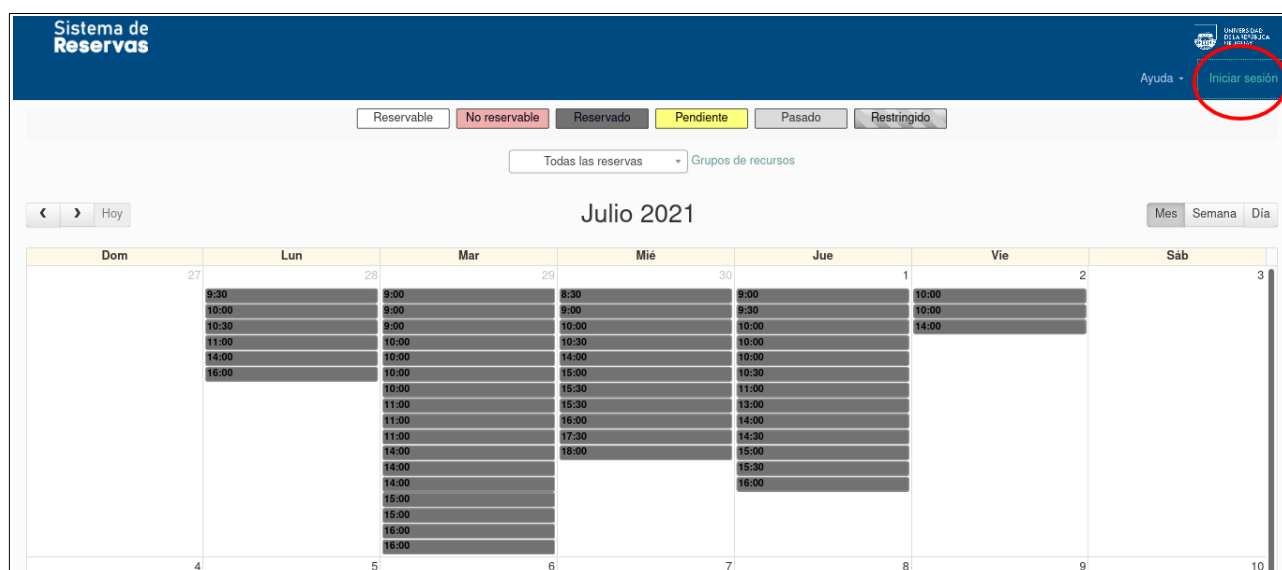 Sistema de
Reservas
UNIVERSIDAD
DE LA REPÚBLICA
URUGUAY
Ayuda
Iniciar sesión
Reservable No reservable Reservado Pendiente Pasado Restringido
Todas las reservas Grupos de recursos
Hoy Julio 2021 Mes Semana Día
Dom Lun Mar Mié Jue Vie Sáb
27 28 29 30 1 2 3
9:30 9:00 8:30 9:00 10:00
10:00 9:00 9:00 9:30 10:00
10:30 9:00 10:00 10:00 14:00
11:00 10:00 10:30 10:00
14:00 10:00 14:00 10:00
16:00 10:00 15:00 10:30
10:00 15:30 11:00
11:00 15:30 13:00
11:00 16:00 14:00
11:00 17:30 14:30
14:00 18:00 15:00
14:00 15:30
14:00 16:00
15:00
15:00
16:00
16:00
4 5 6 7 8 9 10